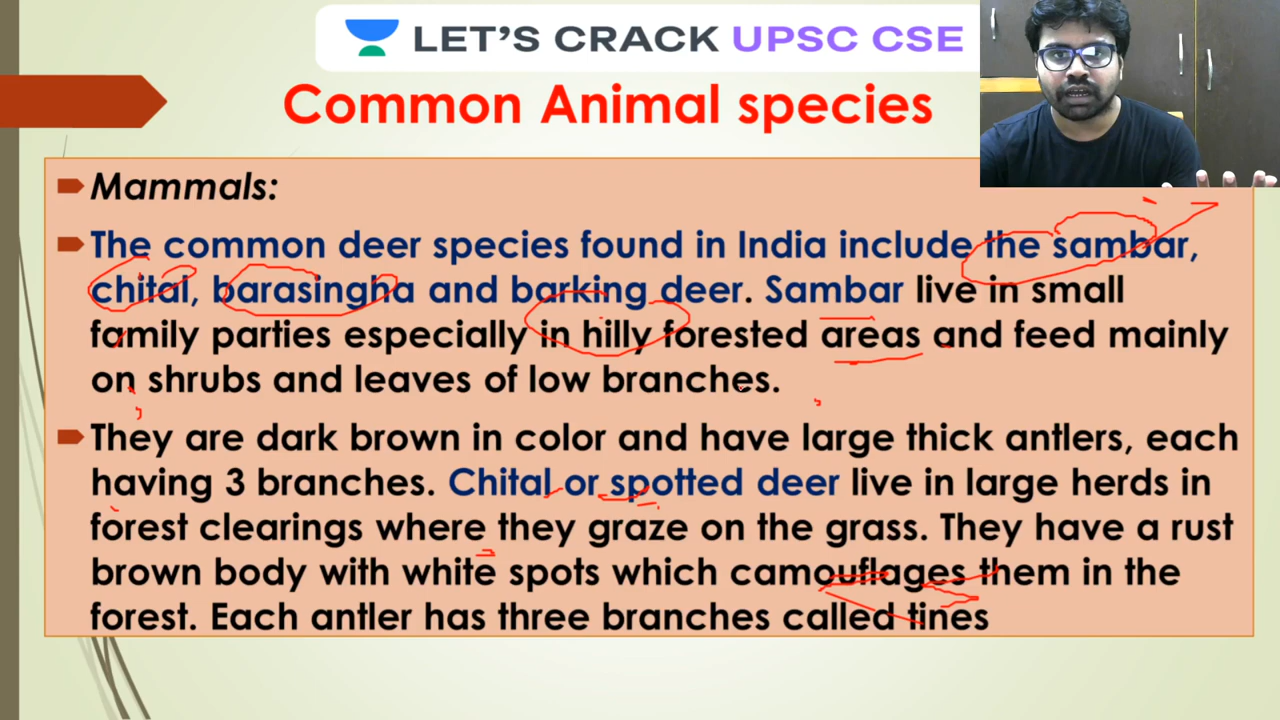 LET'S CRACK UPSC CSE
Common Animal species
Mammals:
The common deer species found in India include the sambar,
chital, barasingha and barking deer. Sambar live in small
family parties especially in hilly forested areas and feed mainly
on shrubs and leaves of low branches.
They are dark brown in color and have large thick antlers, each
having 3 branches. Chital or spotted deer live in large herds in
forest clearings where they graze on the grass. They have a rust
brown body with white spots which camouflages them in the
forest. Each antler has three branches called tines